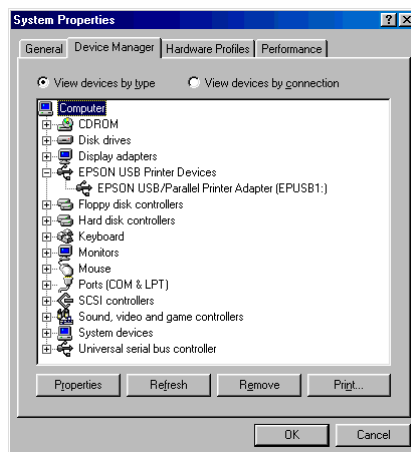 System Properties
General Device Manager Hardware Profiles Performance
View devices by type View devices by connection
Computer
CDROM
Disk drives
Display adapters
EPSON USB Printer Devices
EPSON USB/Parallel Printer Adapter (EPUSB1:)
Floppy disk controllers
Hard disk controllers
Keyboard
Monitors
Mouse
Ports (COM & LPT)
SCSI controllers
Sound, video and game controllers
System devices
Universal serial bus controller
Properties Refresh Remove Print...
OK Cancel